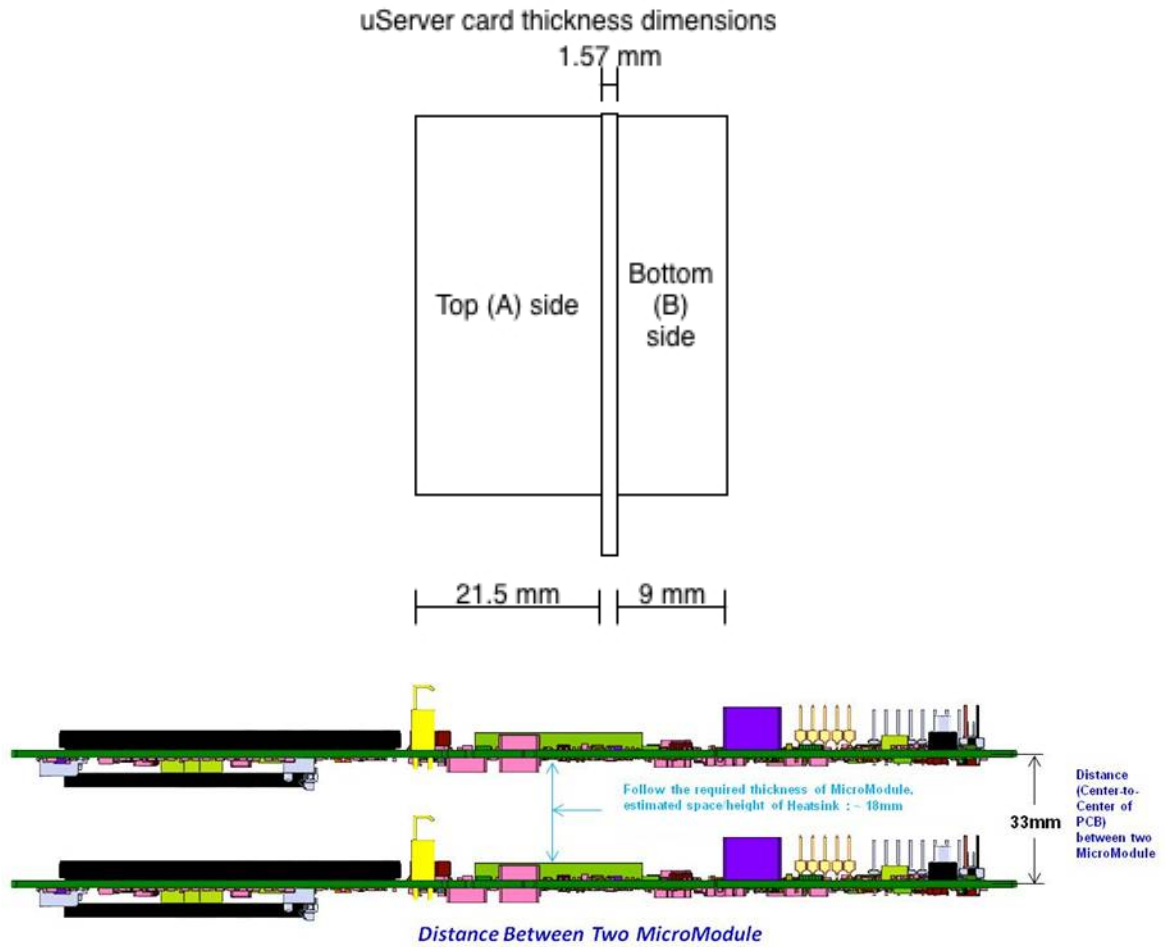 uServer card thickness dimensions
1.57 mm
Top (A) side
Bottom
(B)
side
21.5 mm
9 mm
Follow the required thickness of MicroModule,
estimated space/height of Heatsink : ~ 18mm
33mm
Distance
(Center-to-
Center of
PCB)
between two
MicroModule
Distance Between Two MicroModule